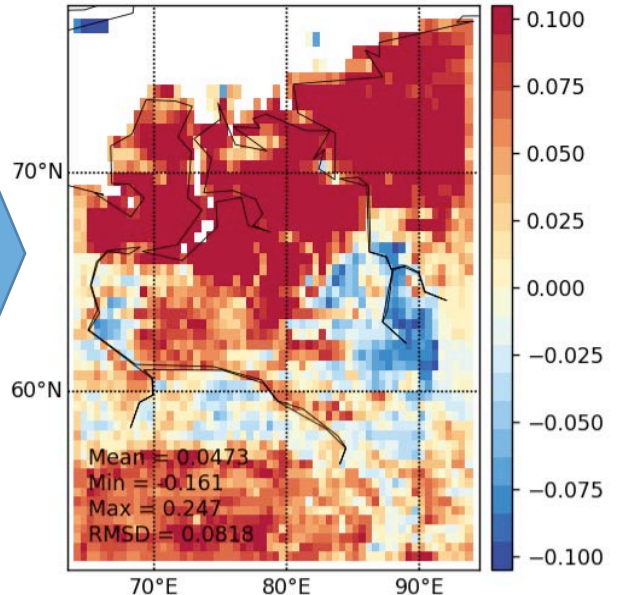 70°N
60°N
Mean = 0.0473
Min = -0.161
Max = 0.247
RMSD = 0.0818
70°E 80°E 90°E
0.100
0.075
0.050
0.025
0.000
−0.025
−0.050
−0.075
−0.100